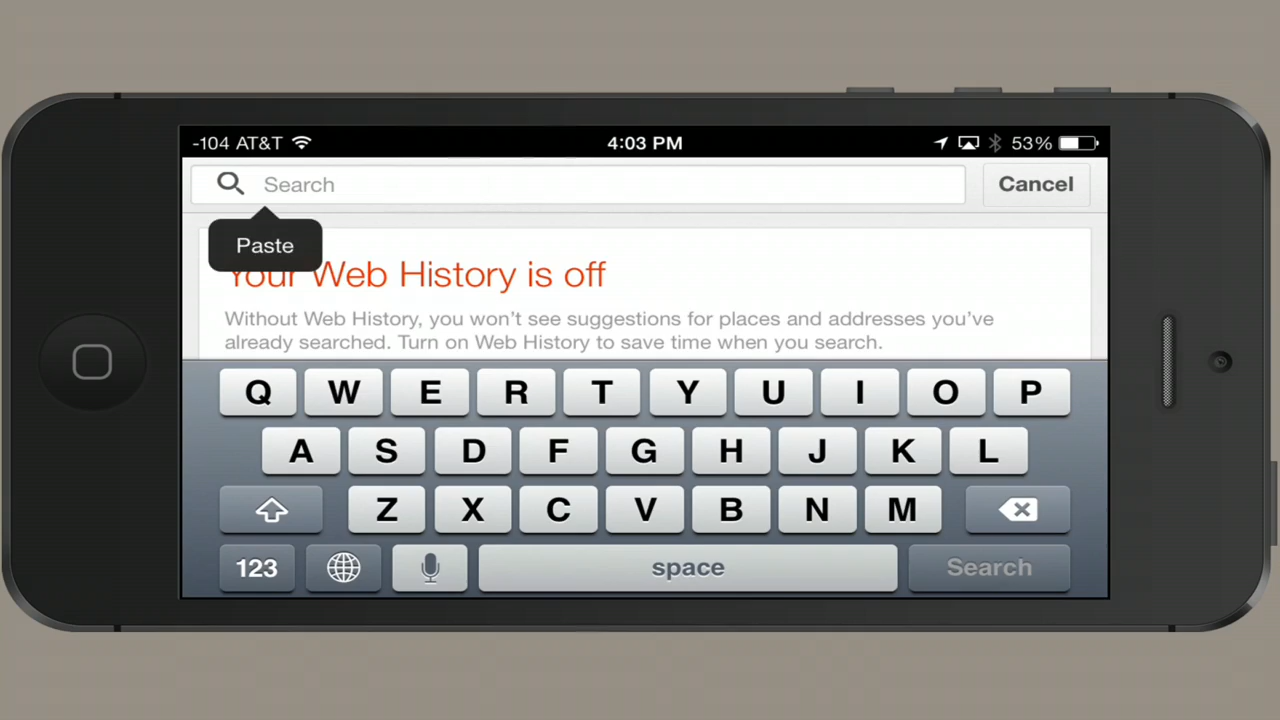 -104 AT&T 4:03 PM 53%
Search Cancel
Paste
Your Web History is off
Without Web History, you won't see suggestions for places and addresses you've
already searched. Turn on Web History to save time when you search.
Q W E R T Y U I O P
A S D F G H J K L
Z X C V B N M
123 space Search